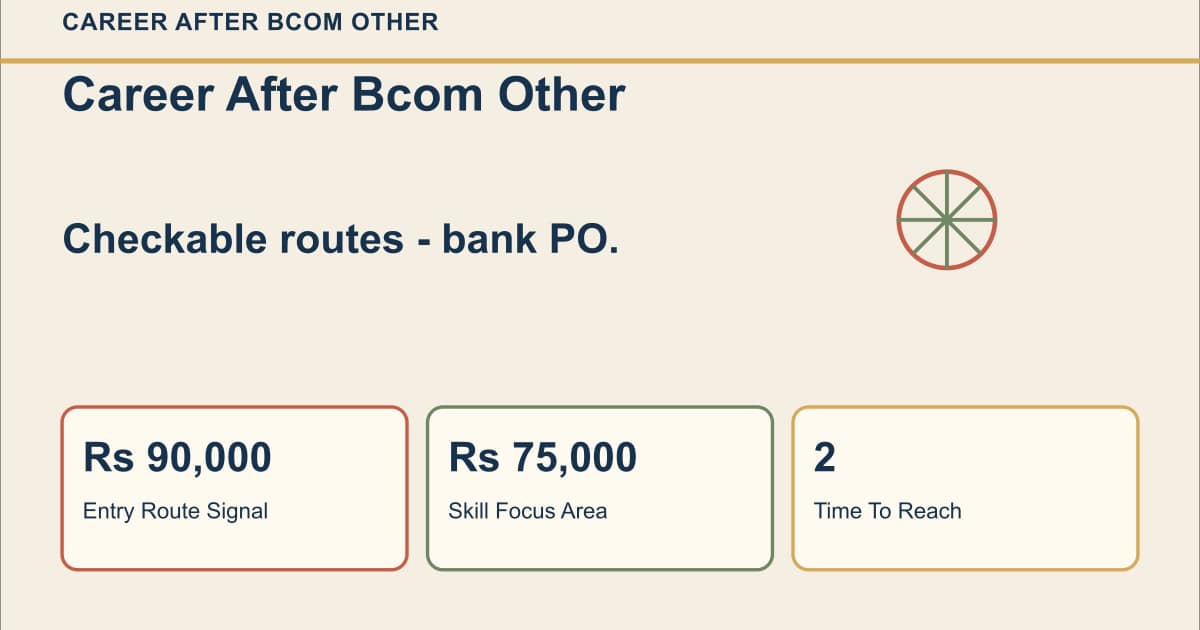 CAREER AFTER BCOM OTHER
Career After Bcom Other
Checkable routes - bank PO.
Rs 90,000
Entry Route Signal
Rs 75,000
Skill Focus Area
2
Time To Reach